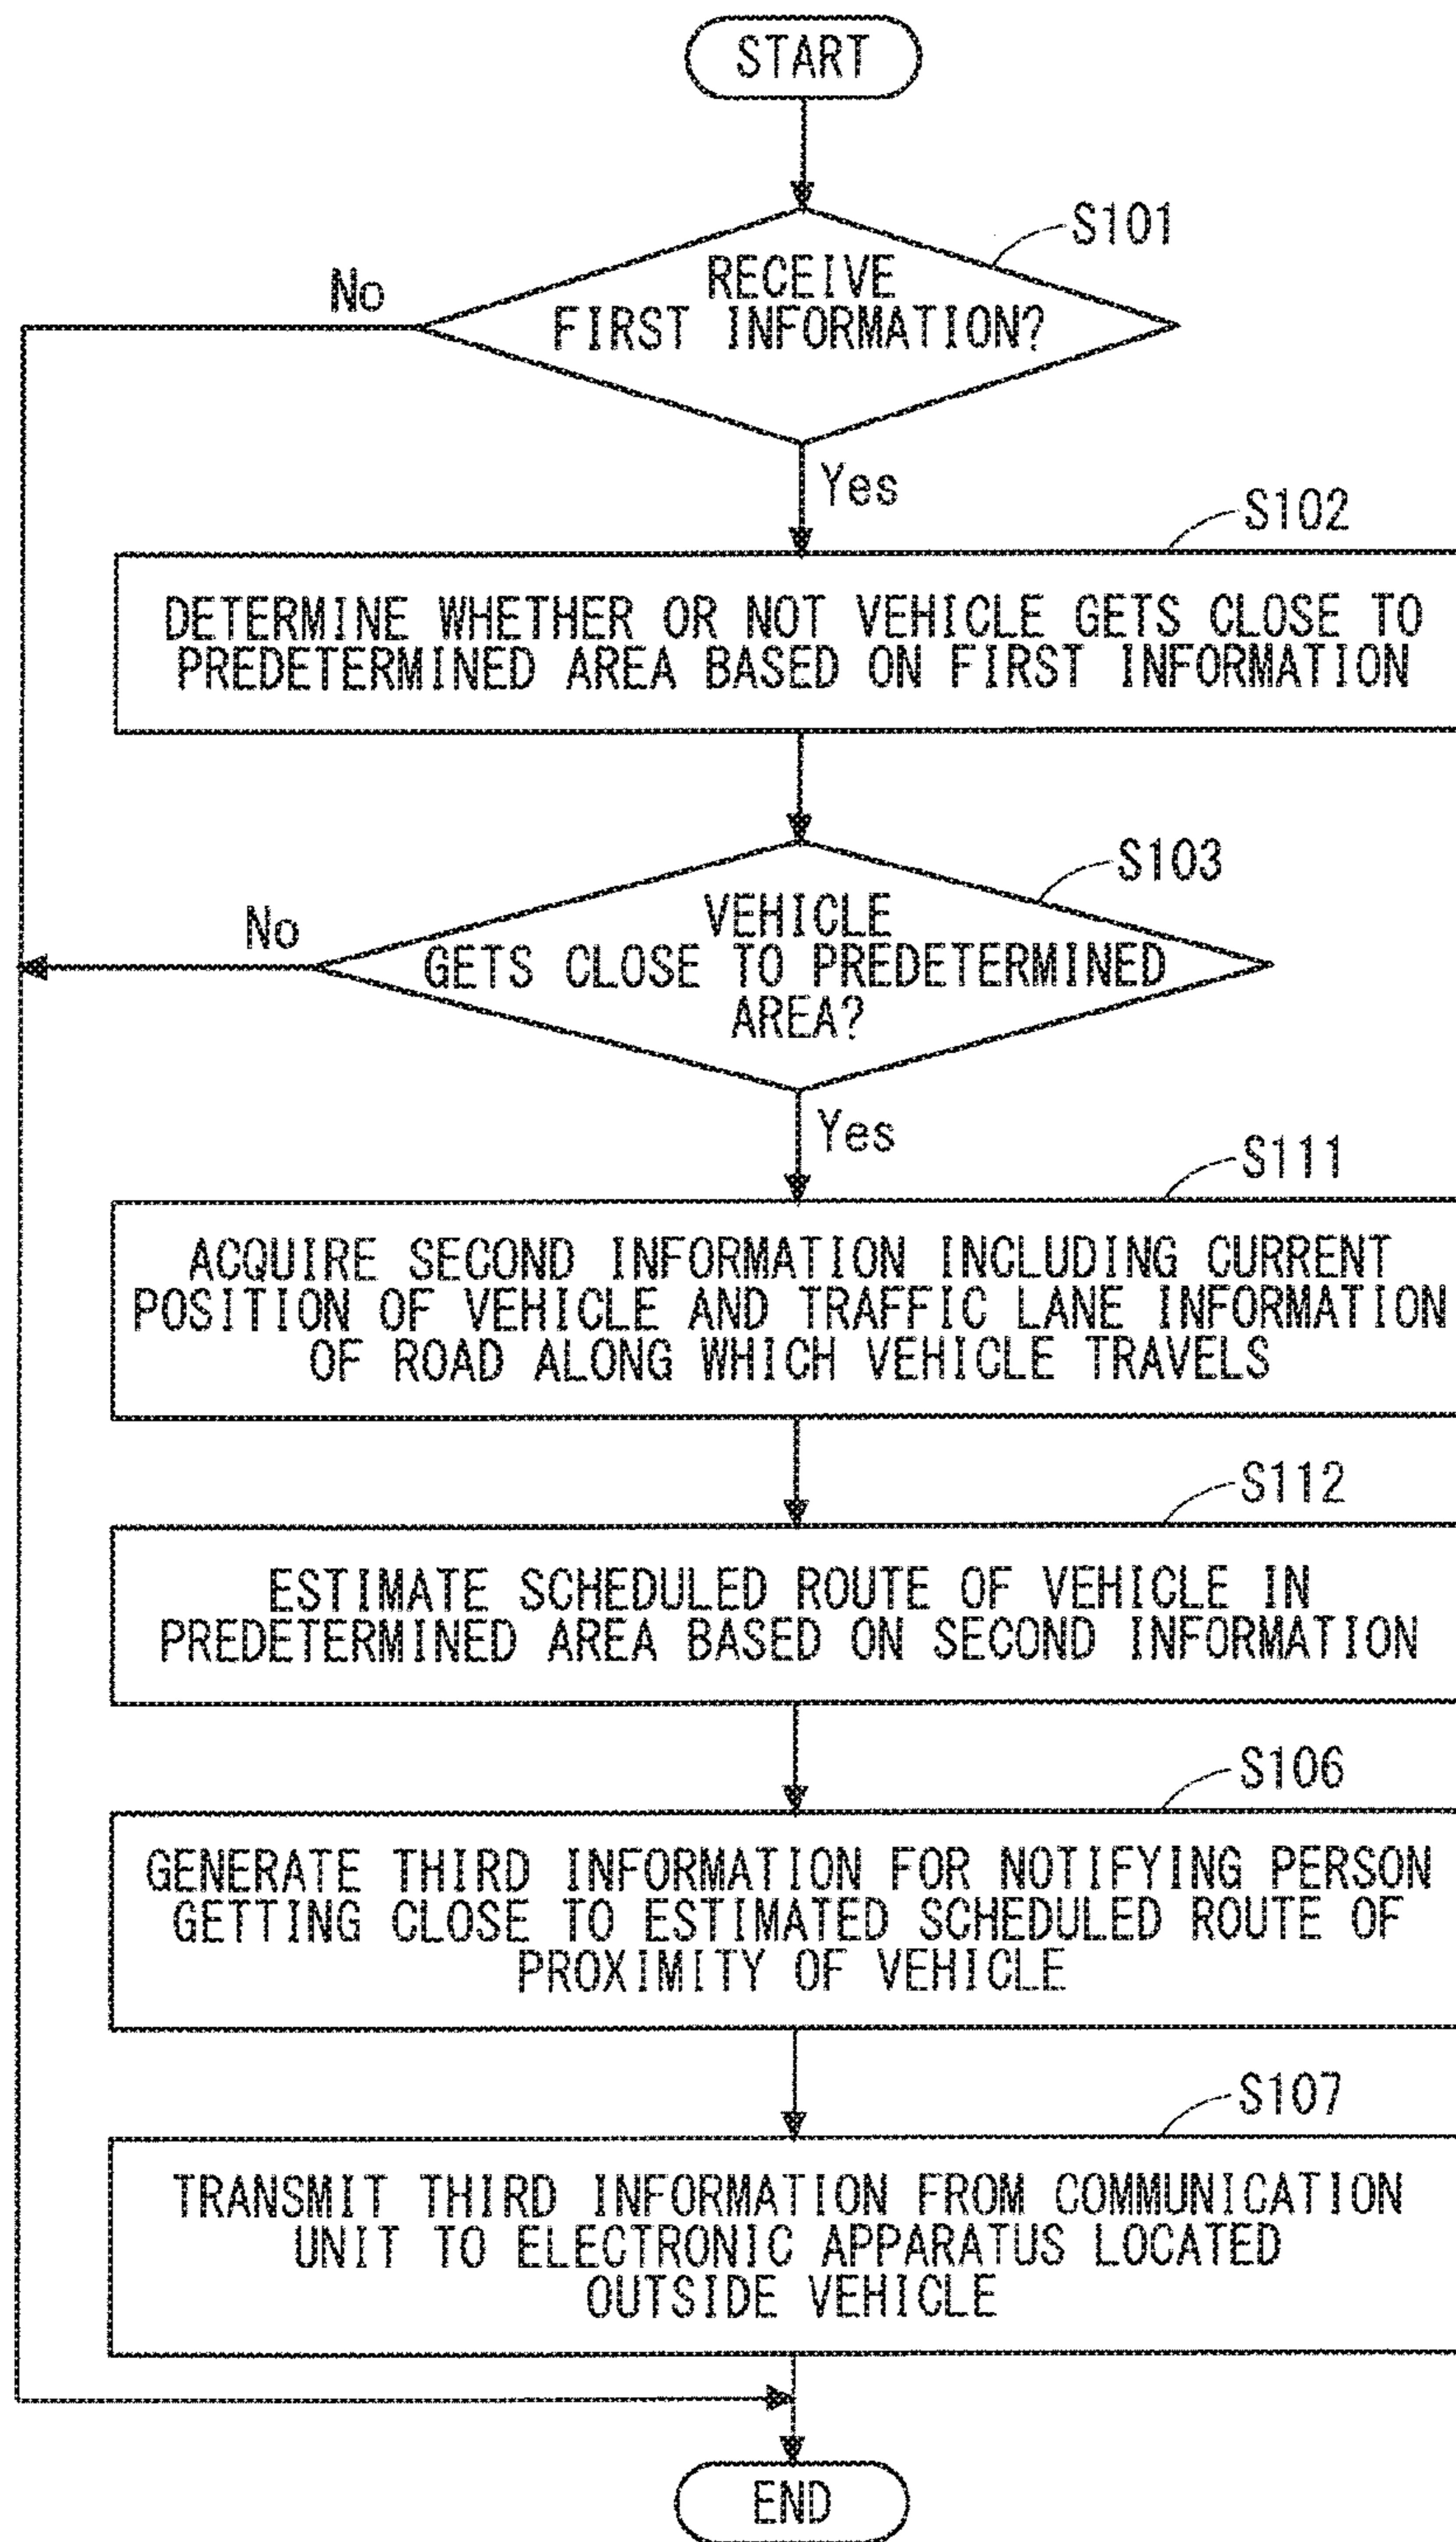 START
S101
RECEIVE
FIRST INFORMATION?
No
Yes
S102
DETERMINE WHETHER OR NOT VEHICLE GETS CLOSE TO
PREDETERMINED AREA BASED ON FIRST INFORMATION
S103
VEHICLE
GETS CLOSE TO PREDETERMINED
AREA?
No
Yes
S111
ACQUIRE SECOND INFORMATION INCLUDING CURRENT
POSITION OF VEHICLE AND TRAFFIC LANE INFORMATION
OF ROAD ALONG WHICH VEHICLE TRAVELS
S112
ESTIMATE SCHEDULED ROUTE OF VEHICLE IN
PREDETERMINED AREA BASED ON SECOND INFORMATION
S106
GENERATE THIRD INFORMATION FOR NOTIFYING PERSON
GETTING CLOSE TO ESTIMATED SCHEDULED ROUTE OF
PROXIMITY OF VEHICLE
S107
TRANSMIT THIRD INFORMATION FROM COMMUNICATION
UNIT TO ELECTRONIC APPARATUS LOCATED
OUTSIDE VEHICLE
END